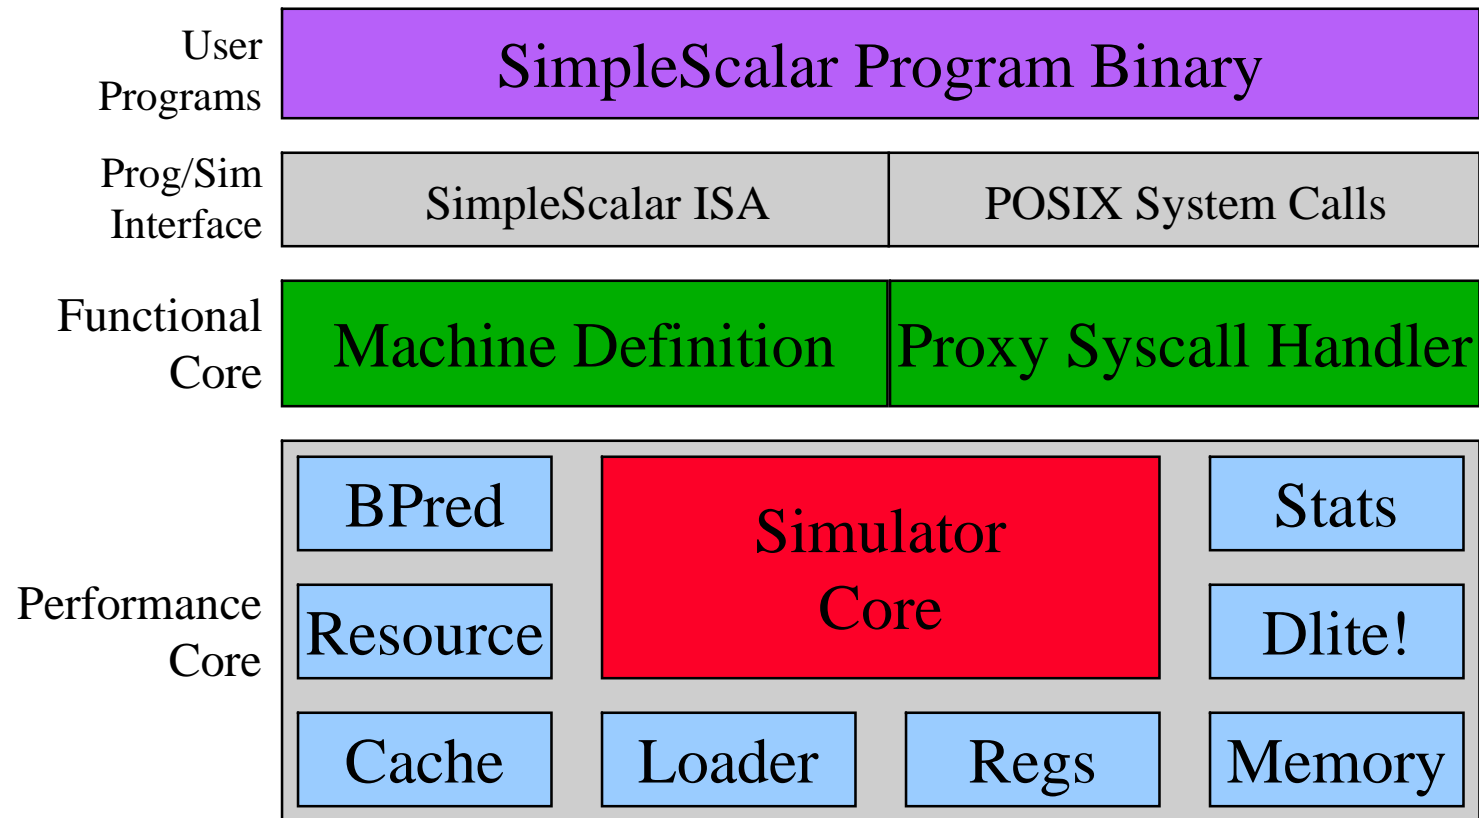 User
Programs
SimpleScalar Program Binary
Prog/Sim
Interface
SimpleScalar ISA
POSIX System Calls
Functional
Core
Machine Definition
Proxy Syscall Handler
Performance
Core
BPred
Simulator
Core
Stats
Resource
Dlite!
Cache
Loader
Regs
Memory